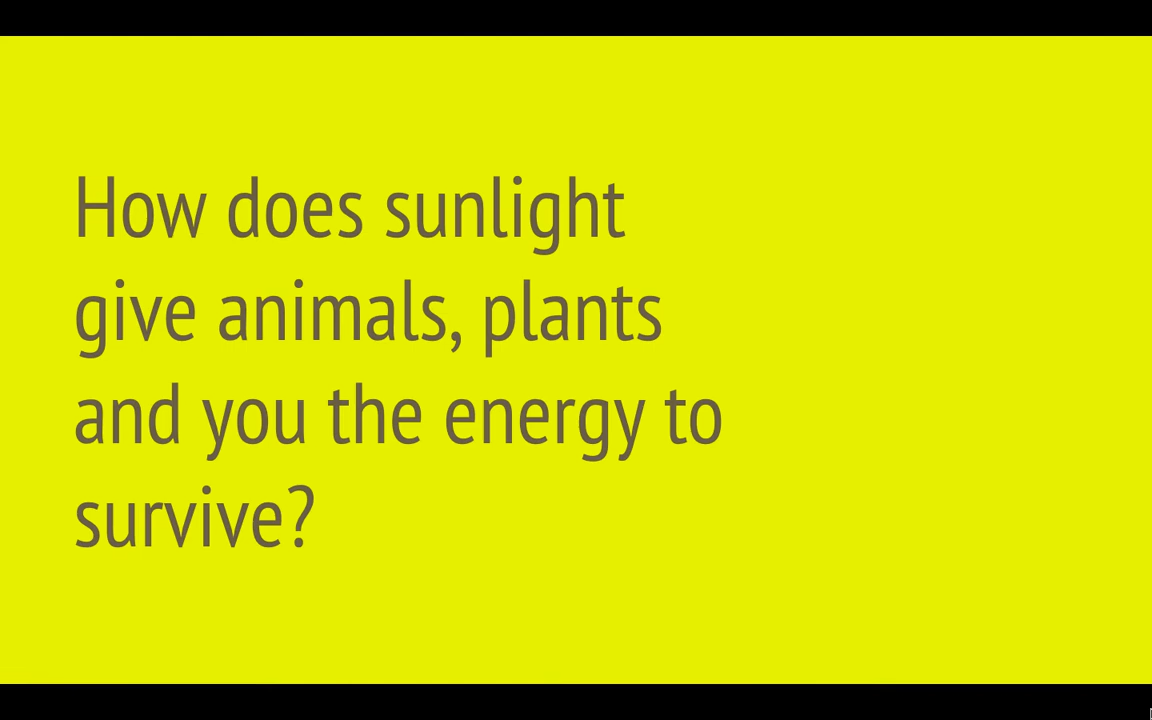 How does sunlight
give animals, plants
and you the energy to
survive?